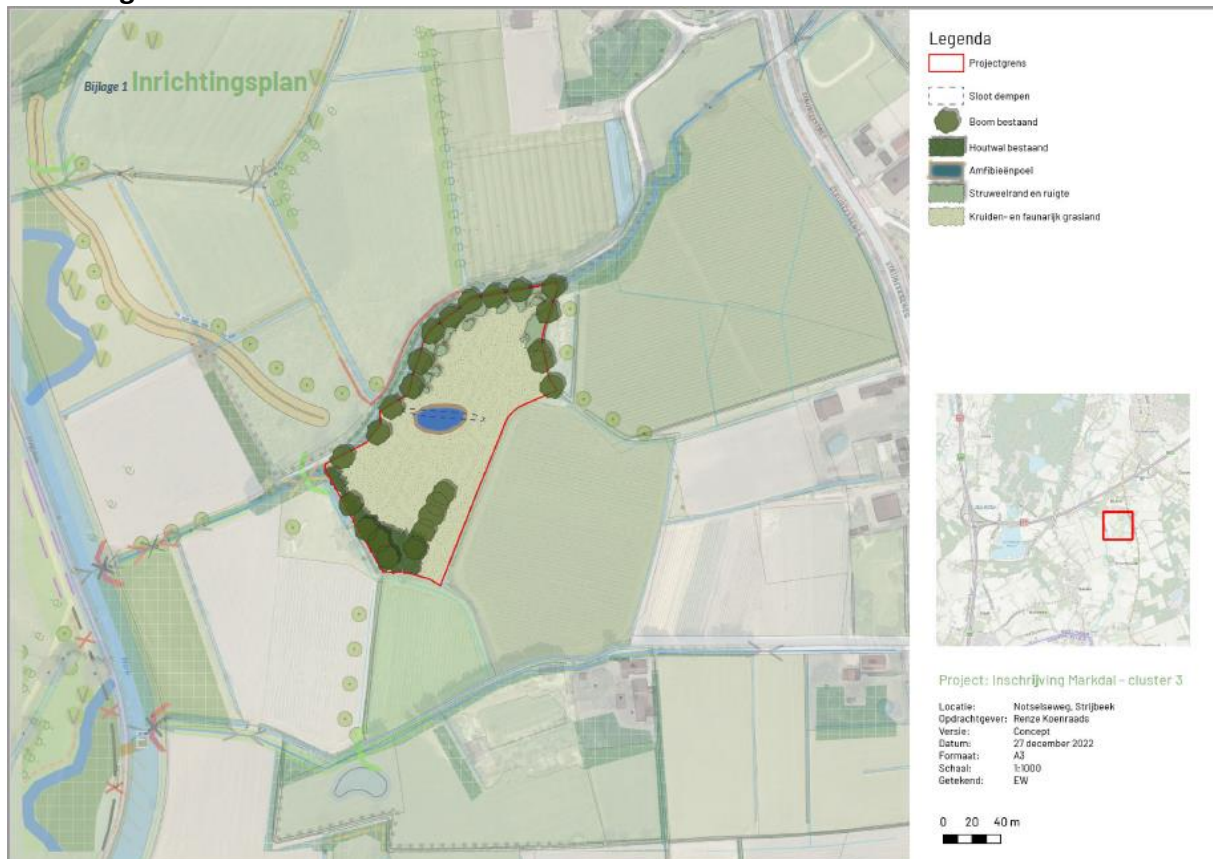 Bijlage 1 Inrichtingsplan
Legenda
Projectgrens
Sloot dempen
Boom bestaand
Houtwal bestaand
Amfibieënpoel
Struweelrand en ruigte
Kruiden- en faunarijk grasland
Project: Inschrijving Markdal - cluster 3
Locatie: Notselseweg, Strijbeek
Opdrachtgever: Renze Koenraads
Versie: Concept
Datum: 27 december 2022
Formaat: A3
Schaal: 1:1000
Getekend: EW
0 20 40 m